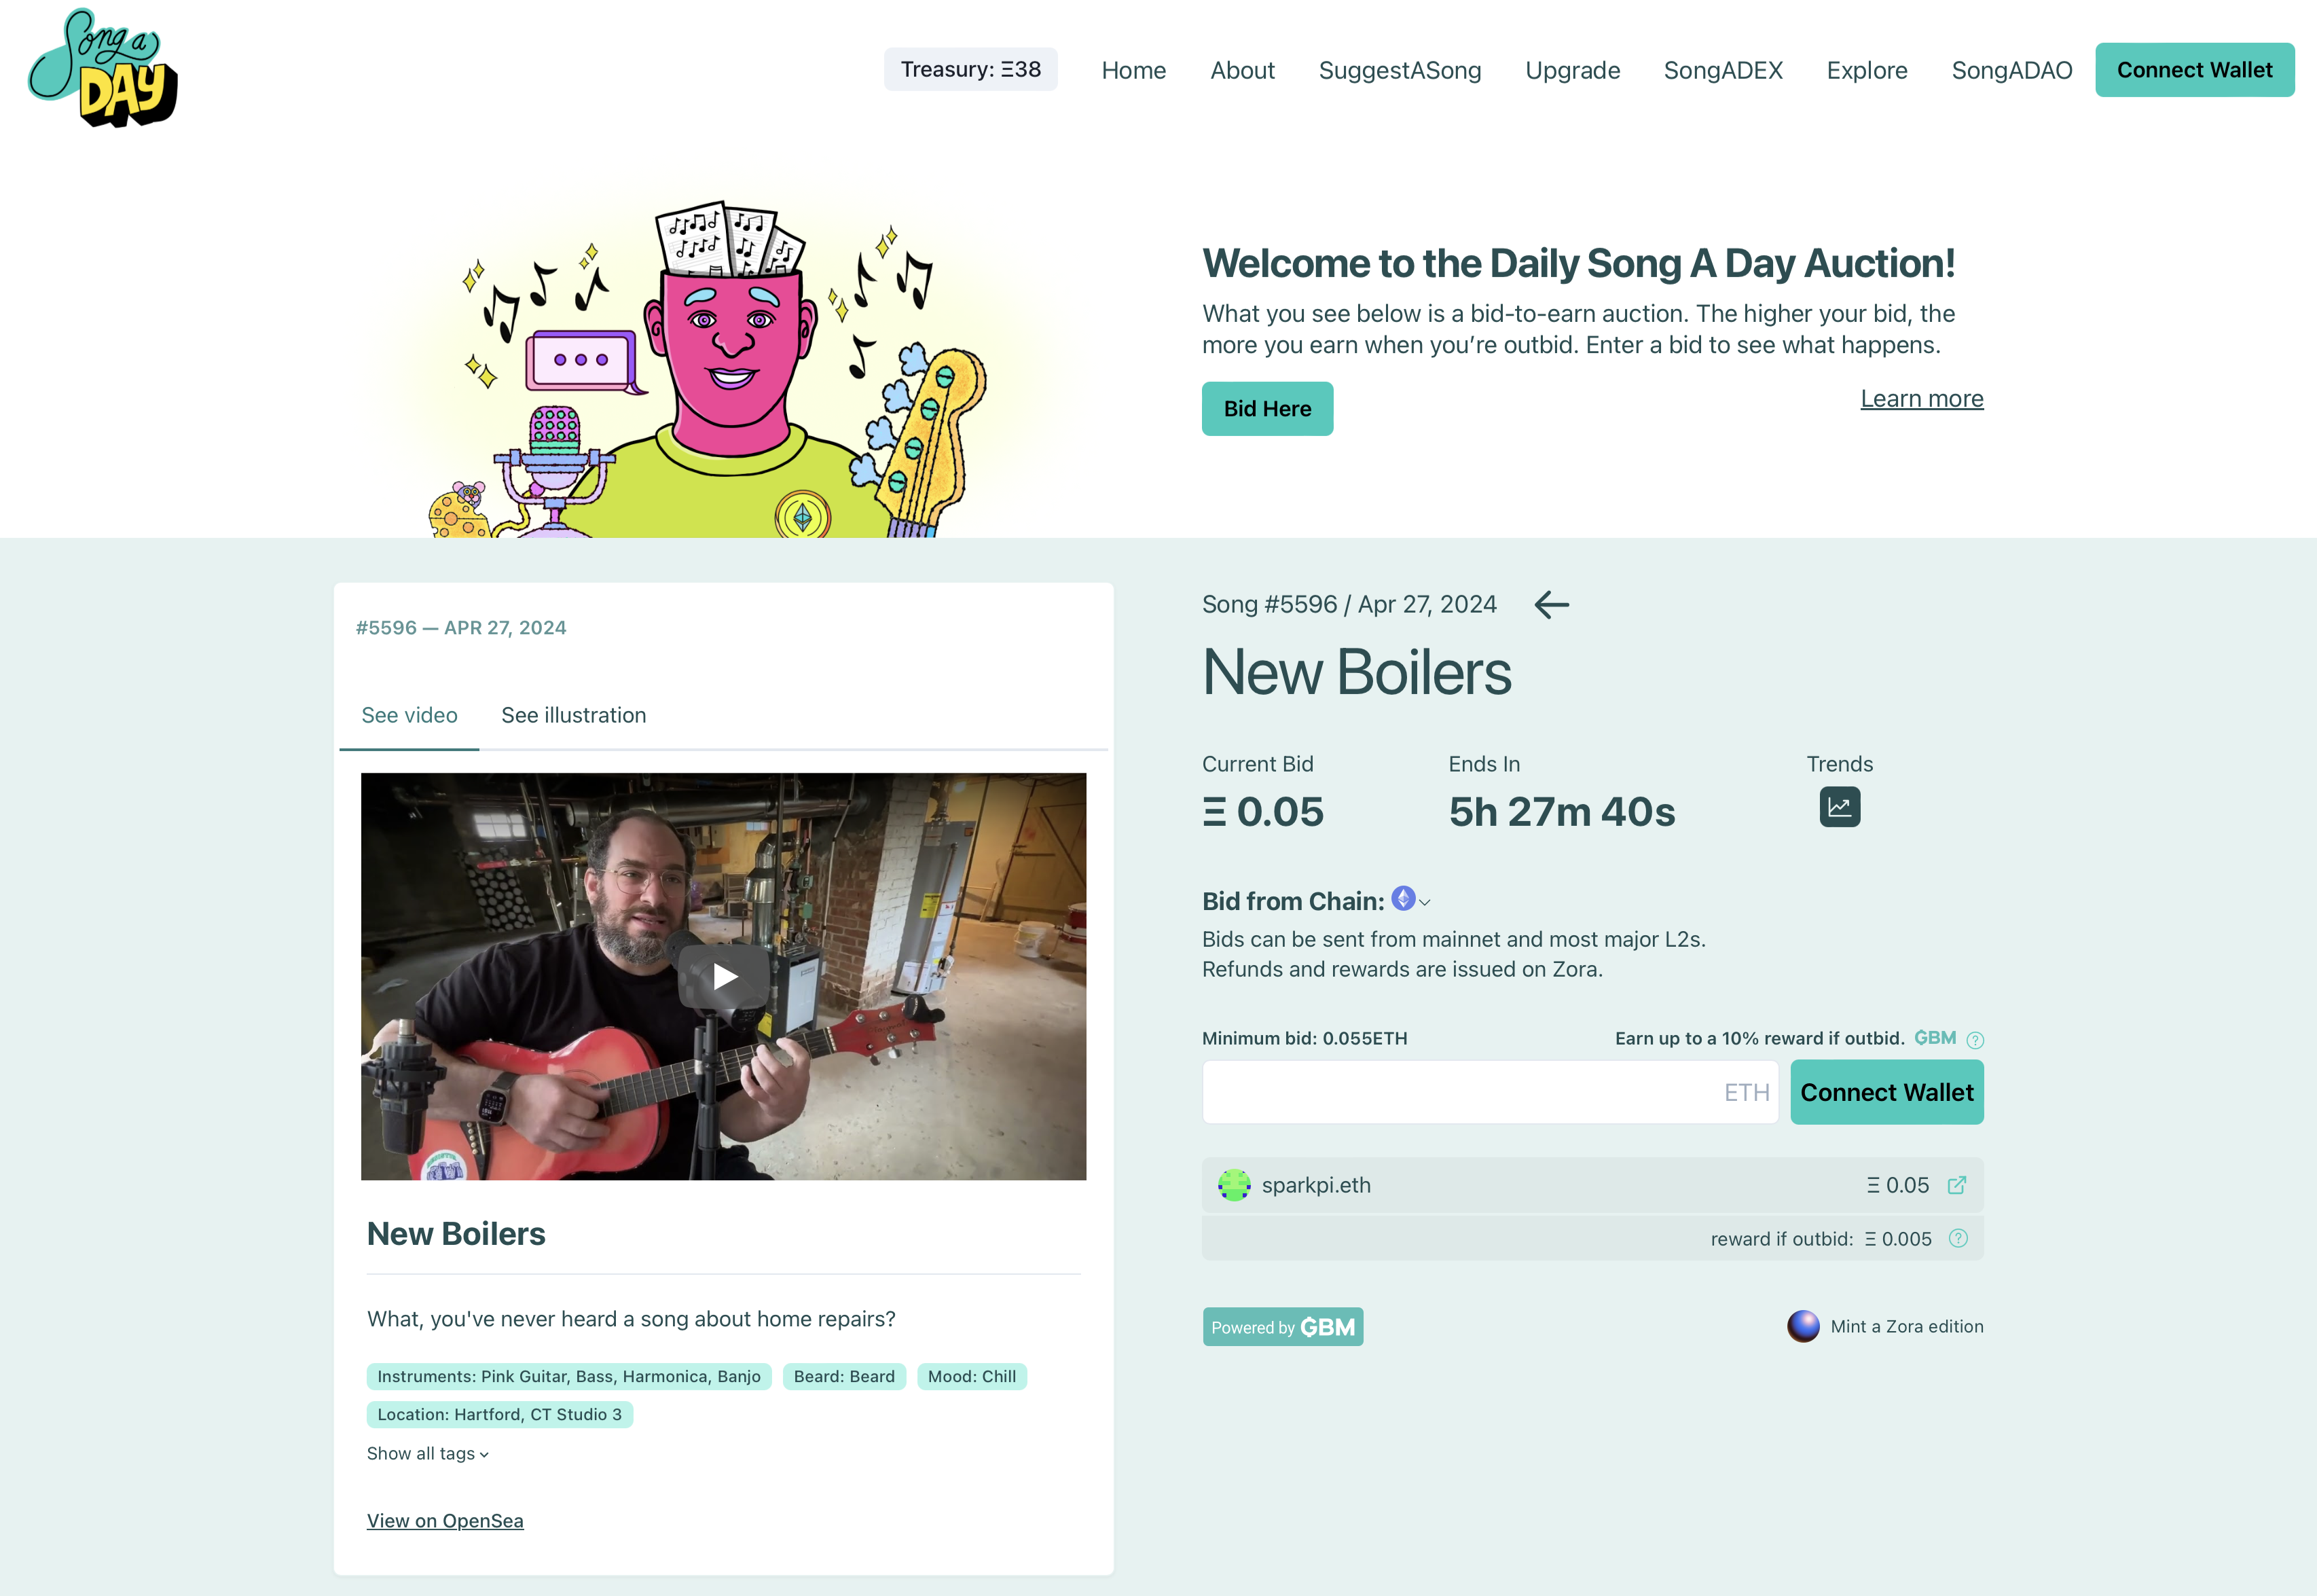 Song a
DAY
Treasury: Ξ38
Home
About
SuggestASong
Upgrade
SongADEX
Explore
SongADAO
Connect Wallet
Welcome to the Daily Song A Day Auction!
What you see below is a bid-to-earn auction. The higher your bid, the
more you earn when you’re outbid. Enter a bid to see what happens.
Bid Here
Learn more
#5596 — APR 27, 2024
See video
See illustration
New Boilers
What, you've never heard a song about home repairs?
Instruments: Pink Guitar, Bass, Harmonica, Banjo
Beard: Beard
Mood: Chill
Location: Hartford, CT Studio 3
Show all tags
View on OpenSea
Song #5596 / Apr 27, 2024
New Boilers
Current Bid
Ξ 0.05
Ends In
5h 27m 40s
Trends
Bid from Chain:
Bids can be sent from mainnet and most major L2s.
Refunds and rewards are issued on Zora.
Minimum bid: 0.055ETH
Earn up to a 10% reward if outbid. GBM ?
ETH
Connect Wallet
sparkpi.eth
Ξ 0.05
reward if outbid: Ξ 0.005 ?
Powered by GBM
Mint a Zora edition